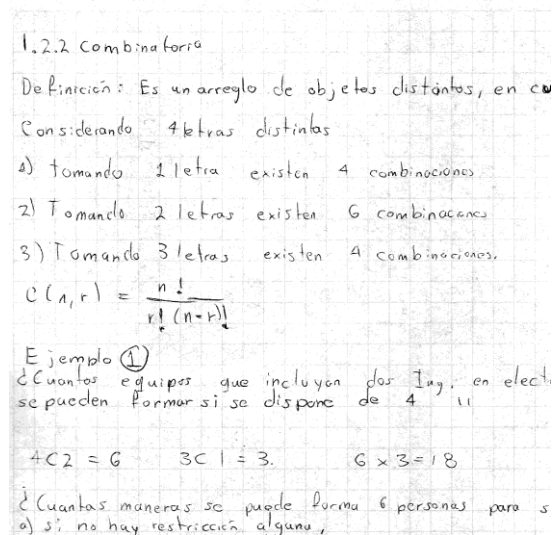 1.2.2 Combinatoria
Definición: Es un arreglo de objetos distintos, en cu
Considerando 4 letras distintas
1) tomando 1 letra existen 4 combinaciones
2) Tomando 2 letras existen 6 combinaciones
3) Tomando 3 letras existen 4 combinaciones.
C(n,r) = n! / r!(n-r)!
Ejemplo ①
¿Cuantos equipos que incluyen dos Ing. en elect
se pueden formar si se dispone de 4 "
4C2 = 6 3C1 = 3. 6 x 3 = 18
¿Cuantas maneras se puede forma 6 personas para s
a) si no hay restricción alguna,